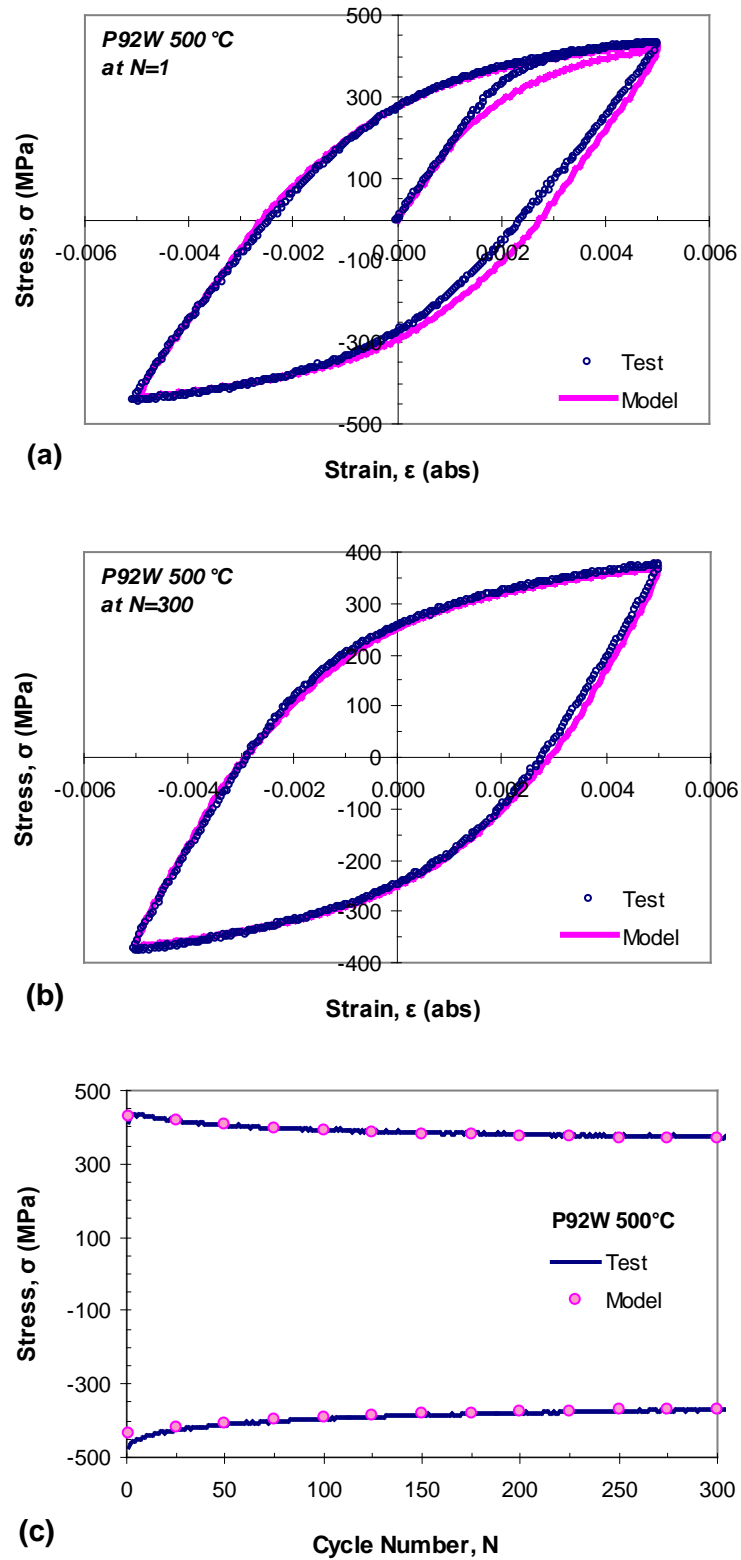 500
P92W 500 °C
at N=1
300
100
-0.006 -0.004 -0.002 0.000 0.002 0.004 0.006
-100
-300
-500
Stress, σ (MPa)
Test
Model
(a)
Strain, ε (abs)
400
P92W 500 °C
at N=300
300
200
100
0
-0.006 -0.004 -0.002 0.000 0.002 0.004 0.006
-100
-200
-300
-400
Stress, σ (MPa)
Test
Model
(b)
Strain, ε (abs)
500
300
100
-100
-300
-500
Stress, σ (MPa)
P92W 500°C
Test
Model
0 50 100 150 200 250 300
(c)
Cycle Number, N